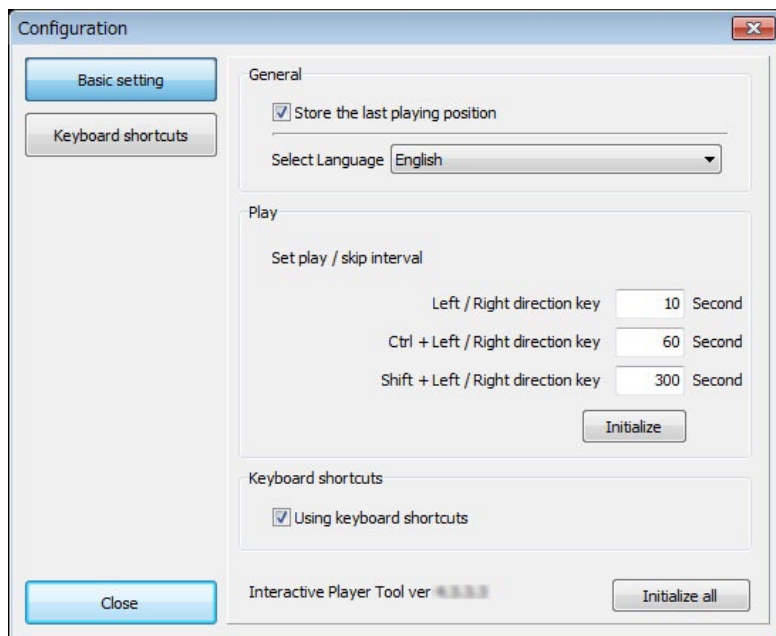 Configuration
Basic setting
Keyboard shortcuts
General
Store the last playing position
Select Language English
Play
Set play / skip interval
Left / Right direction key 10 Second
Ctrl + Left / Right direction key 60 Second
Shift + Left / Right direction key 300 Second
Initialize
Keyboard shortcuts
Using keyboard shortcuts
Interactive Player Tool ver
Initialize all
Close